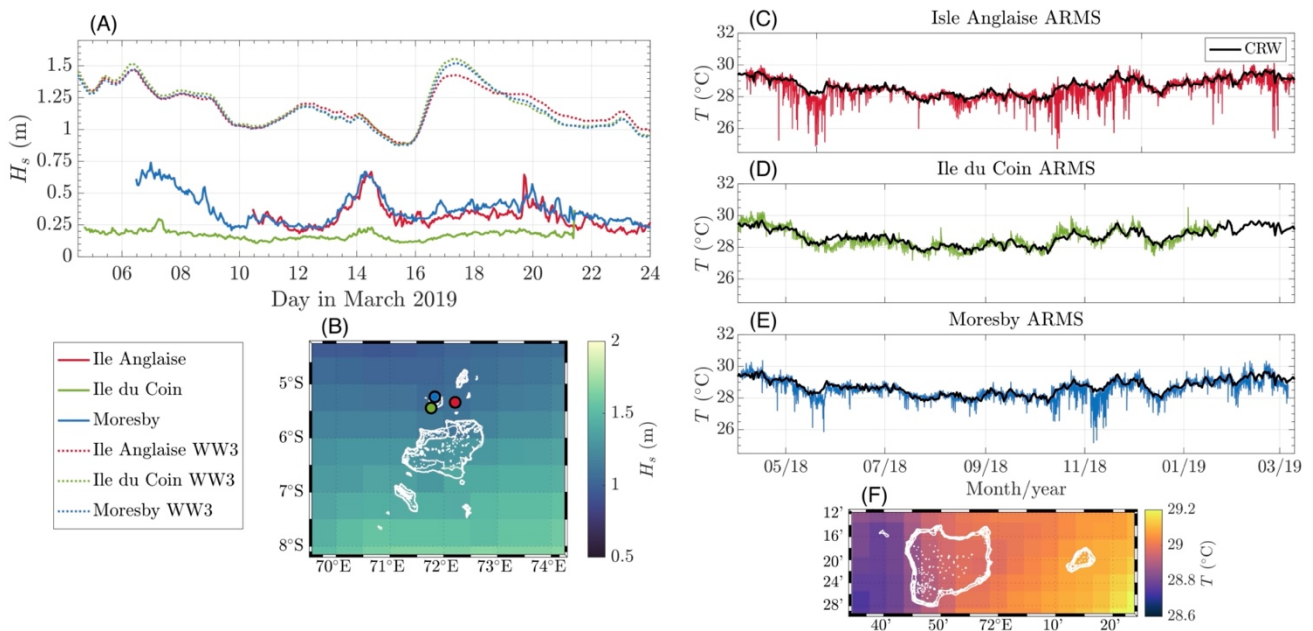 (A)
1.5
1.25
1
0.75
0.5
0.25
0
H_s (m)
06 08 10 12 14 16 18 20 22 24
Day in March 2019
Ile Anglaise
Ile du Coin
Moresby
Ile Anglaise WW3
Ile du Coin WW3
Moresby WW3
(B)
5°S
6°S
7°S
8°S
70°E 71°E 72°E 73°E 74°E
2
1.5
1
0.5
H_s (m)
(C) Isle Anglaise ARMS
32
30
28
26
T (°C)
CRW
(D) Ile du Coin ARMS
32
30
28
26
24
T (°C)
(E) Moresby ARMS
32
30
28
26
24
T (°C)
05/18 07/18 09/18 11/18 01/19 03/19
Month/year
(F)
12'
16'
20'
24'
28'
40' 50' 72°E 10' 20'
29.2
29
28.8
28.6
T (°C)